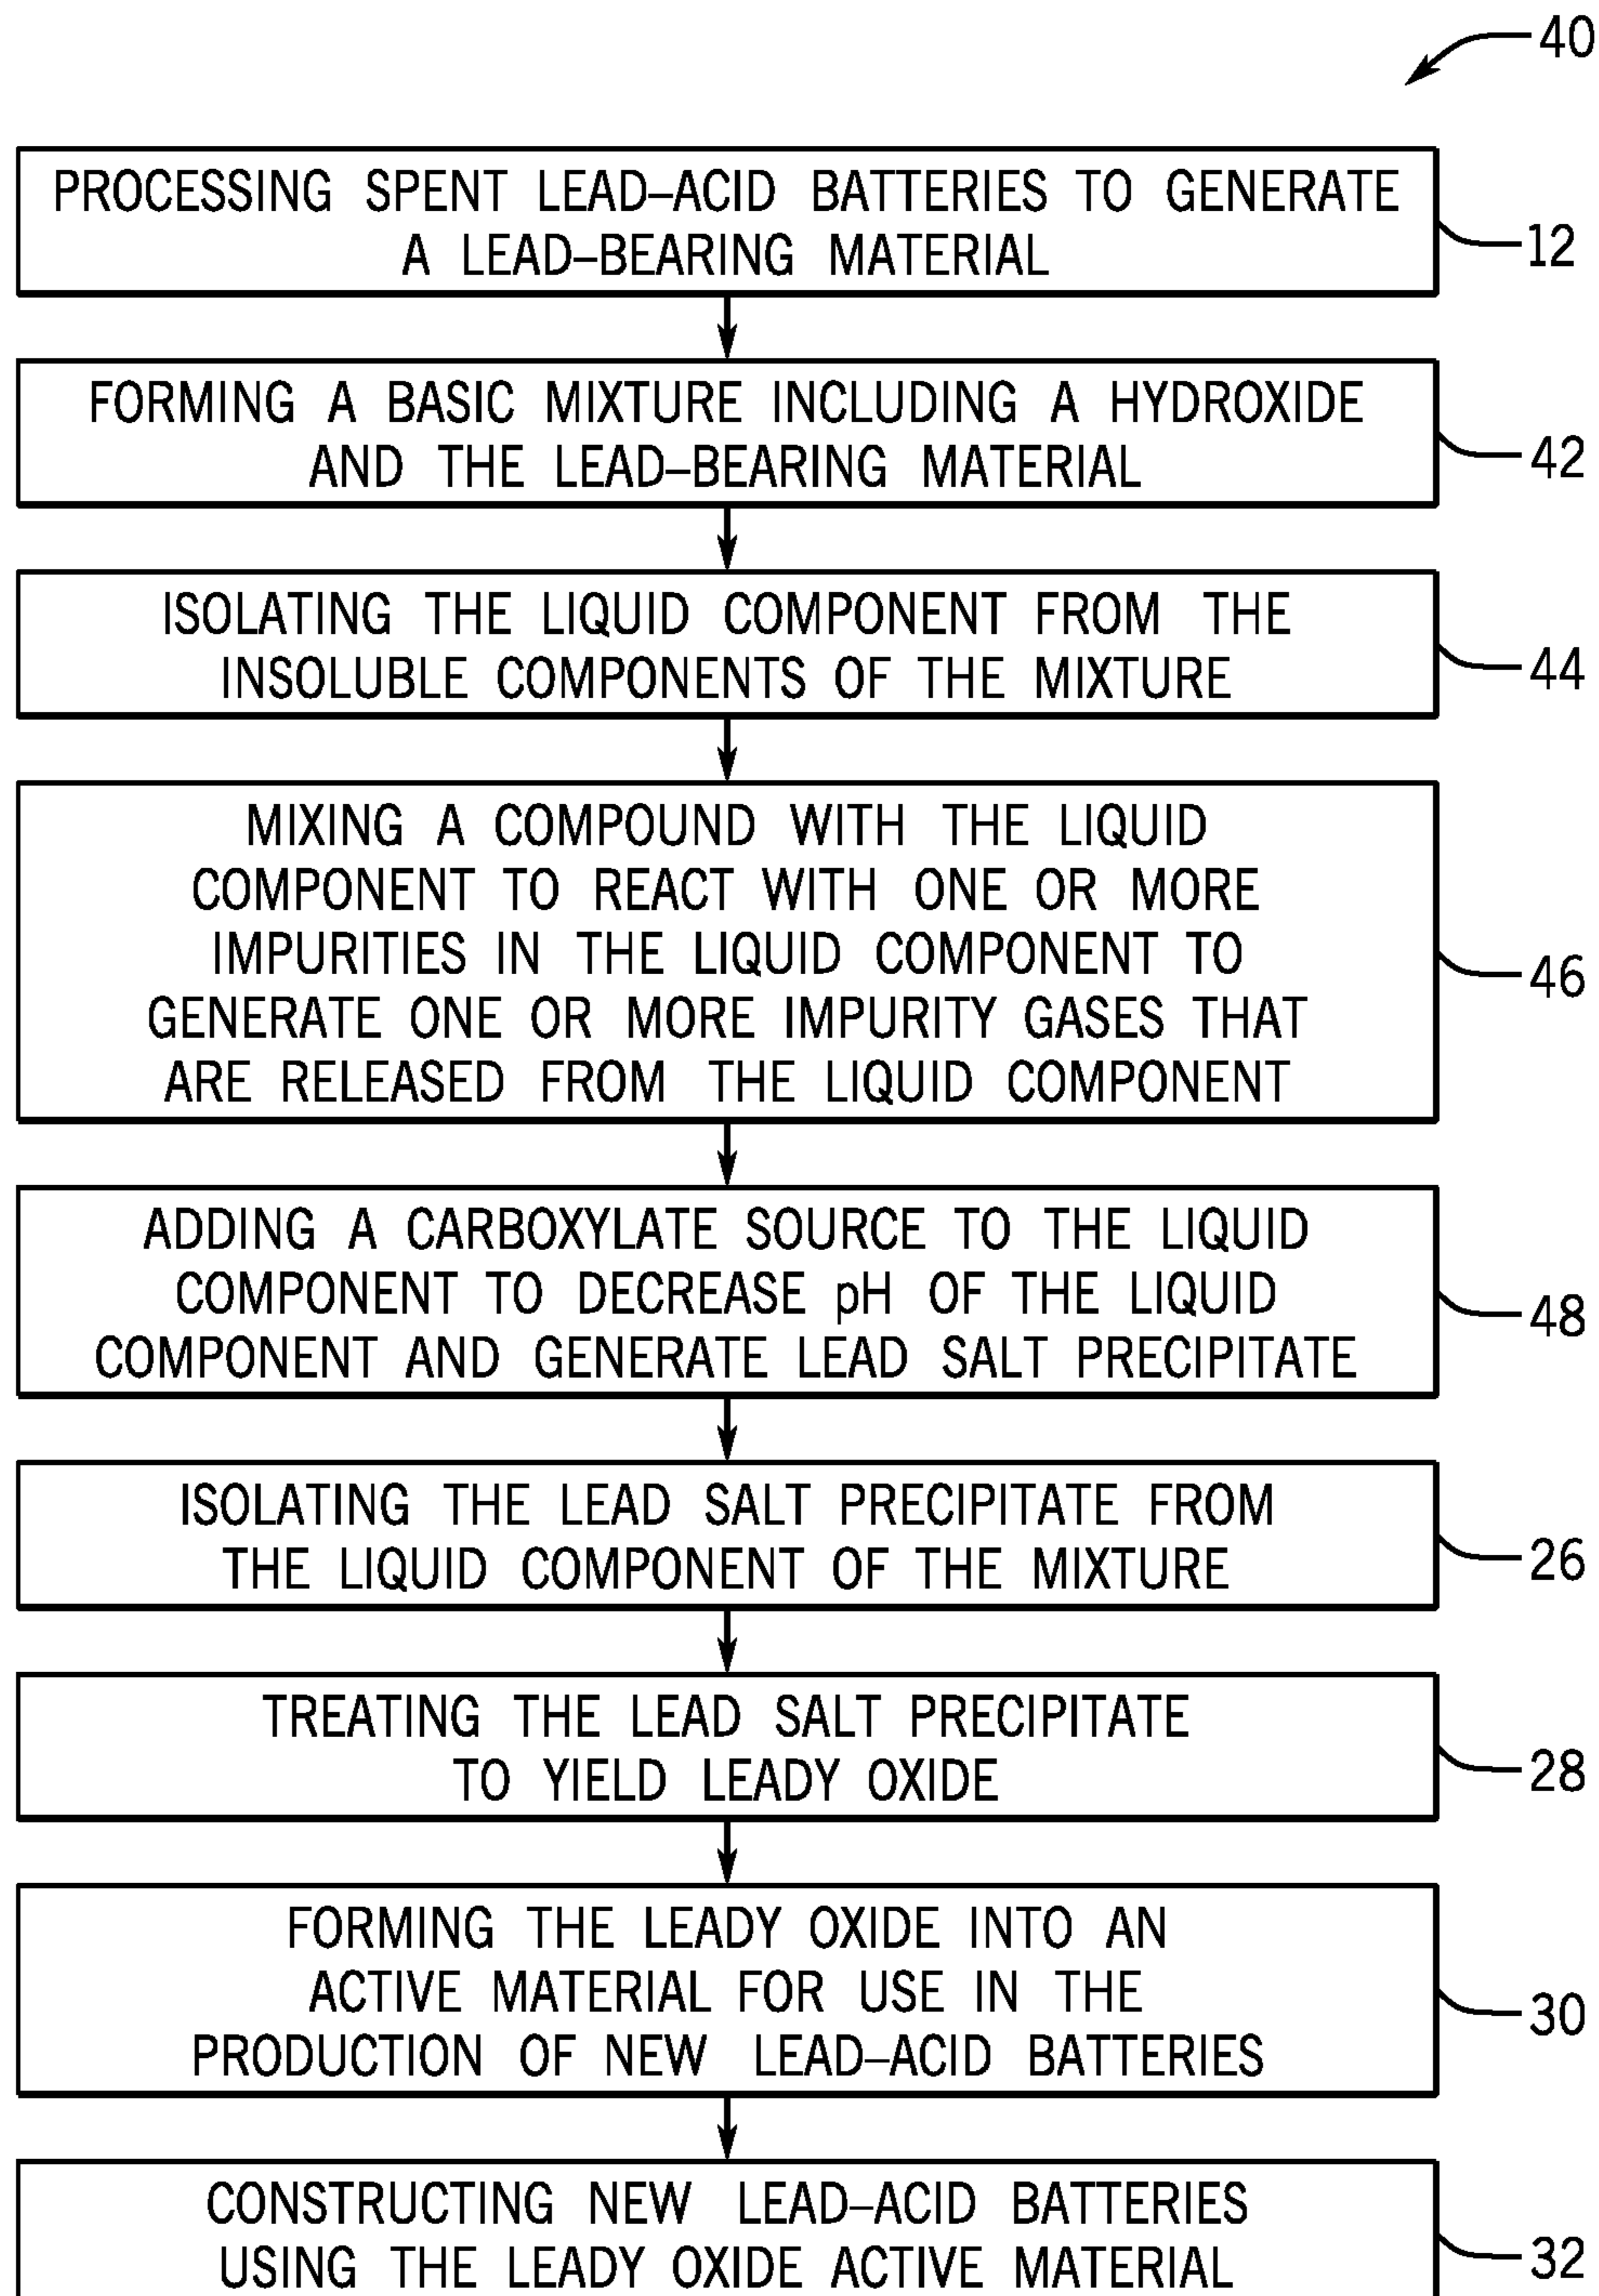 40
PROCESSING SPENT LEAD–ACID BATTERIES TO GENERATE
A LEAD–BEARING MATERIAL
12
FORMING A BASIC MIXTURE INCLUDING A HYDROXIDE
AND THE LEAD–BEARING MATERIAL
42
ISOLATING THE LIQUID COMPONENT FROM THE
INSOLUBLE COMPONENTS OF THE MIXTURE
44
MIXING A COMPOUND WITH THE LIQUID
COMPONENT TO REACT WITH ONE OR MORE
IMPURITIES IN THE LIQUID COMPONENT TO
GENERATE ONE OR MORE IMPURITY GASES THAT
ARE RELEASED FROM THE LIQUID COMPONENT
46
ADDING A CARBOXYLATE SOURCE TO THE LIQUID
COMPONENT TO DECREASE pH OF THE LIQUID
COMPONENT AND GENERATE LEAD SALT PRECIPITATE
48
ISOLATING THE LEAD SALT PRECIPITATE FROM
THE LIQUID COMPONENT OF THE MIXTURE
26
TREATING THE LEAD SALT PRECIPITATE
TO YIELD LEADY OXIDE
28
FORMING THE LEADY OXIDE INTO AN
ACTIVE MATERIAL FOR USE IN THE
PRODUCTION OF NEW LEAD–ACID BATTERIES
30
CONSTRUCTING NEW LEAD–ACID BATTERIES
USING THE LEADY OXIDE ACTIVE MATERIAL
32